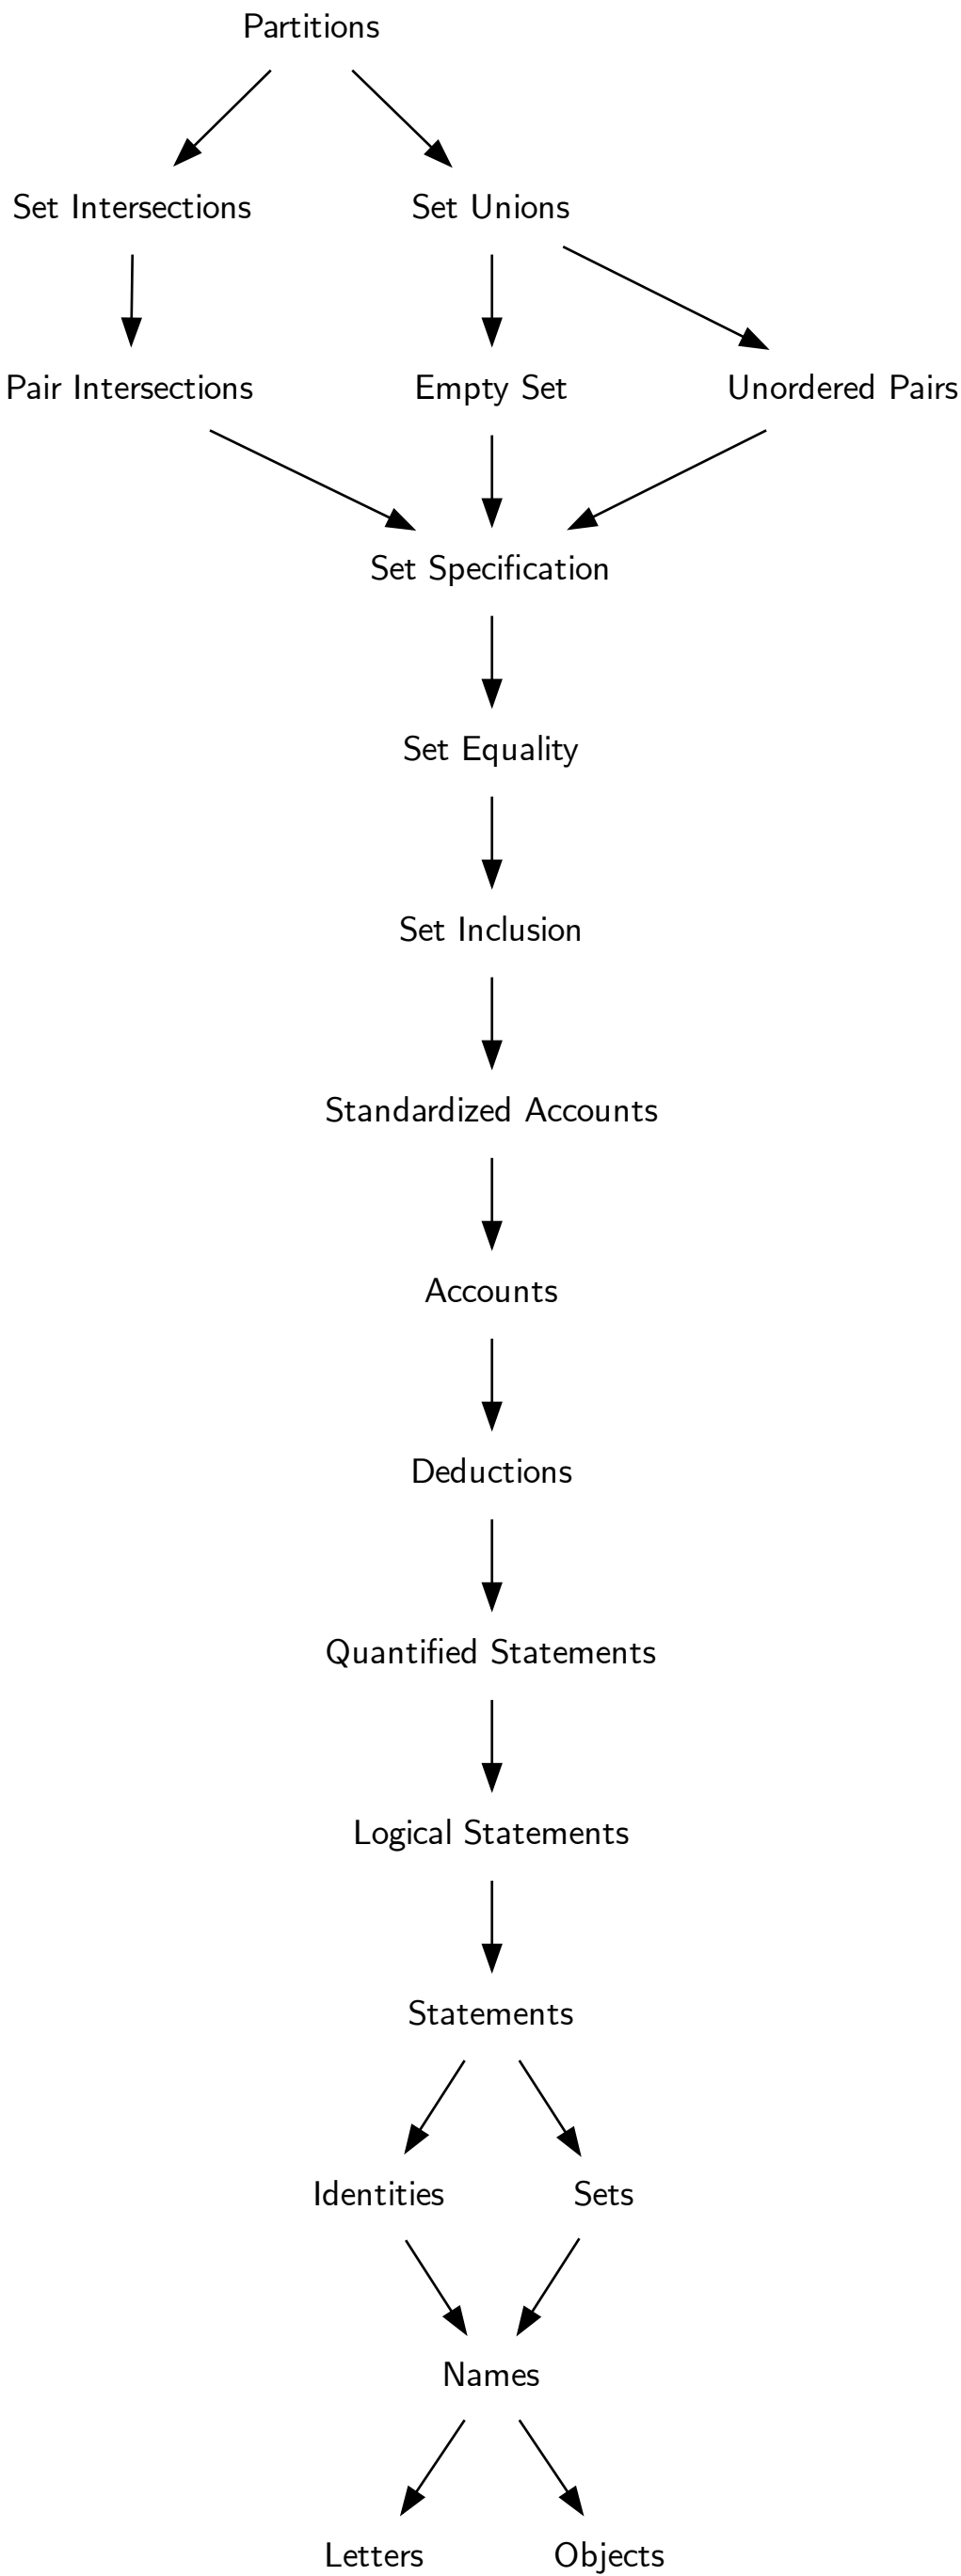 Partitions
Set Intersections
Set Unions
Pair Intersections
Empty Set
Unordered Pairs
Set Specification
Set Equality
Set Inclusion
Standardized Accounts
Accounts
Deductions
Quantified Statements
Logical Statements
Statements
Identities
Sets
Names
Letters
Objects